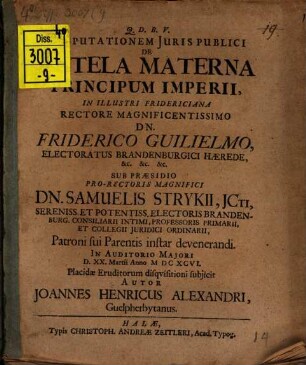 Q. D. B. V.
PUTATIONEM JURIS PUBLICI
DE
TELA MATERNA
PRINCIPUM IMPERII,
IN ILLUSTRI FRIDERICIANA
RECTORE MAGNIFICENTISSIMO
DN.
FRIDERICO GUILIELMO,
ELECTORATUS BRANDENBURGICI HÆREDE,
&c. &c. &c.
SUB PRÆSIDIO
PRO-RECTORIS MAGNIFICI
DN. SAMUELIS STRYKII, JCTI,
SERENISS. ET POTENTISS. ELECTORIS BRANDEN-
BURG. CONSILIARII INTIMI, PROFESSORIS PRIMARII,
ET COLLEGII JURIDICI ORDINARII,
Patroni sui Parentis instar devenerandi.
IN AUDITORIO MAJORI
D. XX. Martii Anno M DC XCVI.
Placidæ Eruditorum disqvisitioni subjicit
AUTOR
JOANNES HENRICUS ALEXANDRI,
Guelpherbytanus.
HALÆ,
Typis CHRISTOPH. ANDREÆ ZEITLERI, Acad. Typog.
Diss.
3007
-9-
19